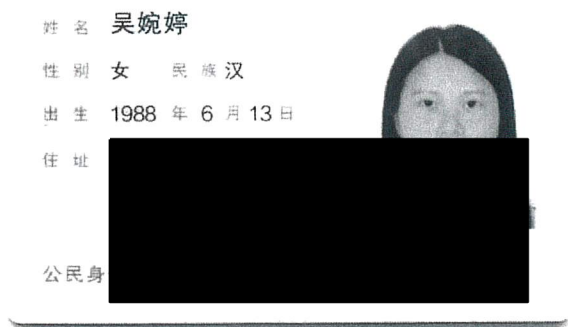 姓名 吴婉婷
性别 女 民族 汉
出生 1988 年 6 月 13 日
住址
公民身